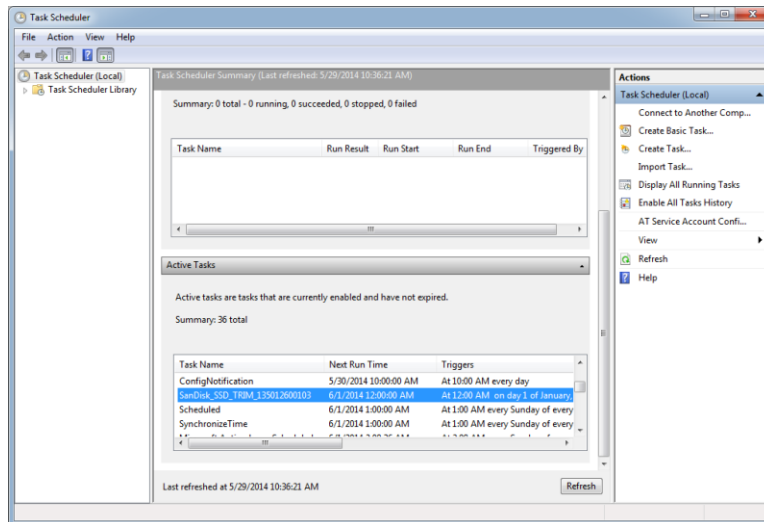 Task Scheduler
File Action View Help
Task Scheduler (Local)
Task Scheduler Library
Task Scheduler Summary (Last refreshed: 5/29/2014 10:36:21 AM)
Summary: 0 total - 0 running, 0 succeeded, 0 stopped, 0 failed
Task Name Run Result Run Start Run End Triggered By
Active Tasks
Active tasks are tasks that are currently enabled and have not expired.
Summary: 36 total
Task Name Next Run Time Triggers
ConfigNotification 5/30/2014 10:00:00 AM At 10:00 AM every day
SanDisk_SSD_TRIM_135012600103 6/1/2014 12:00:00 AM At 12:00 AM on day 1 of January,
Scheduled 6/1/2014 1:00:00 AM At 1:00 AM every Sunday of every
SynchronizeTime 6/1/2014 1:00:00 AM At 1:00 AM every Sunday of every
Last refreshed at 5/29/2014 10:36:21 AM
Refresh
Actions
Task Scheduler (Local)
Connect to Another Comp...
Create Basic Task...
Create Task...
Import Task...
Display All Running Tasks
Enable All Tasks History
AT Service Account Confi...
View
Refresh
Help